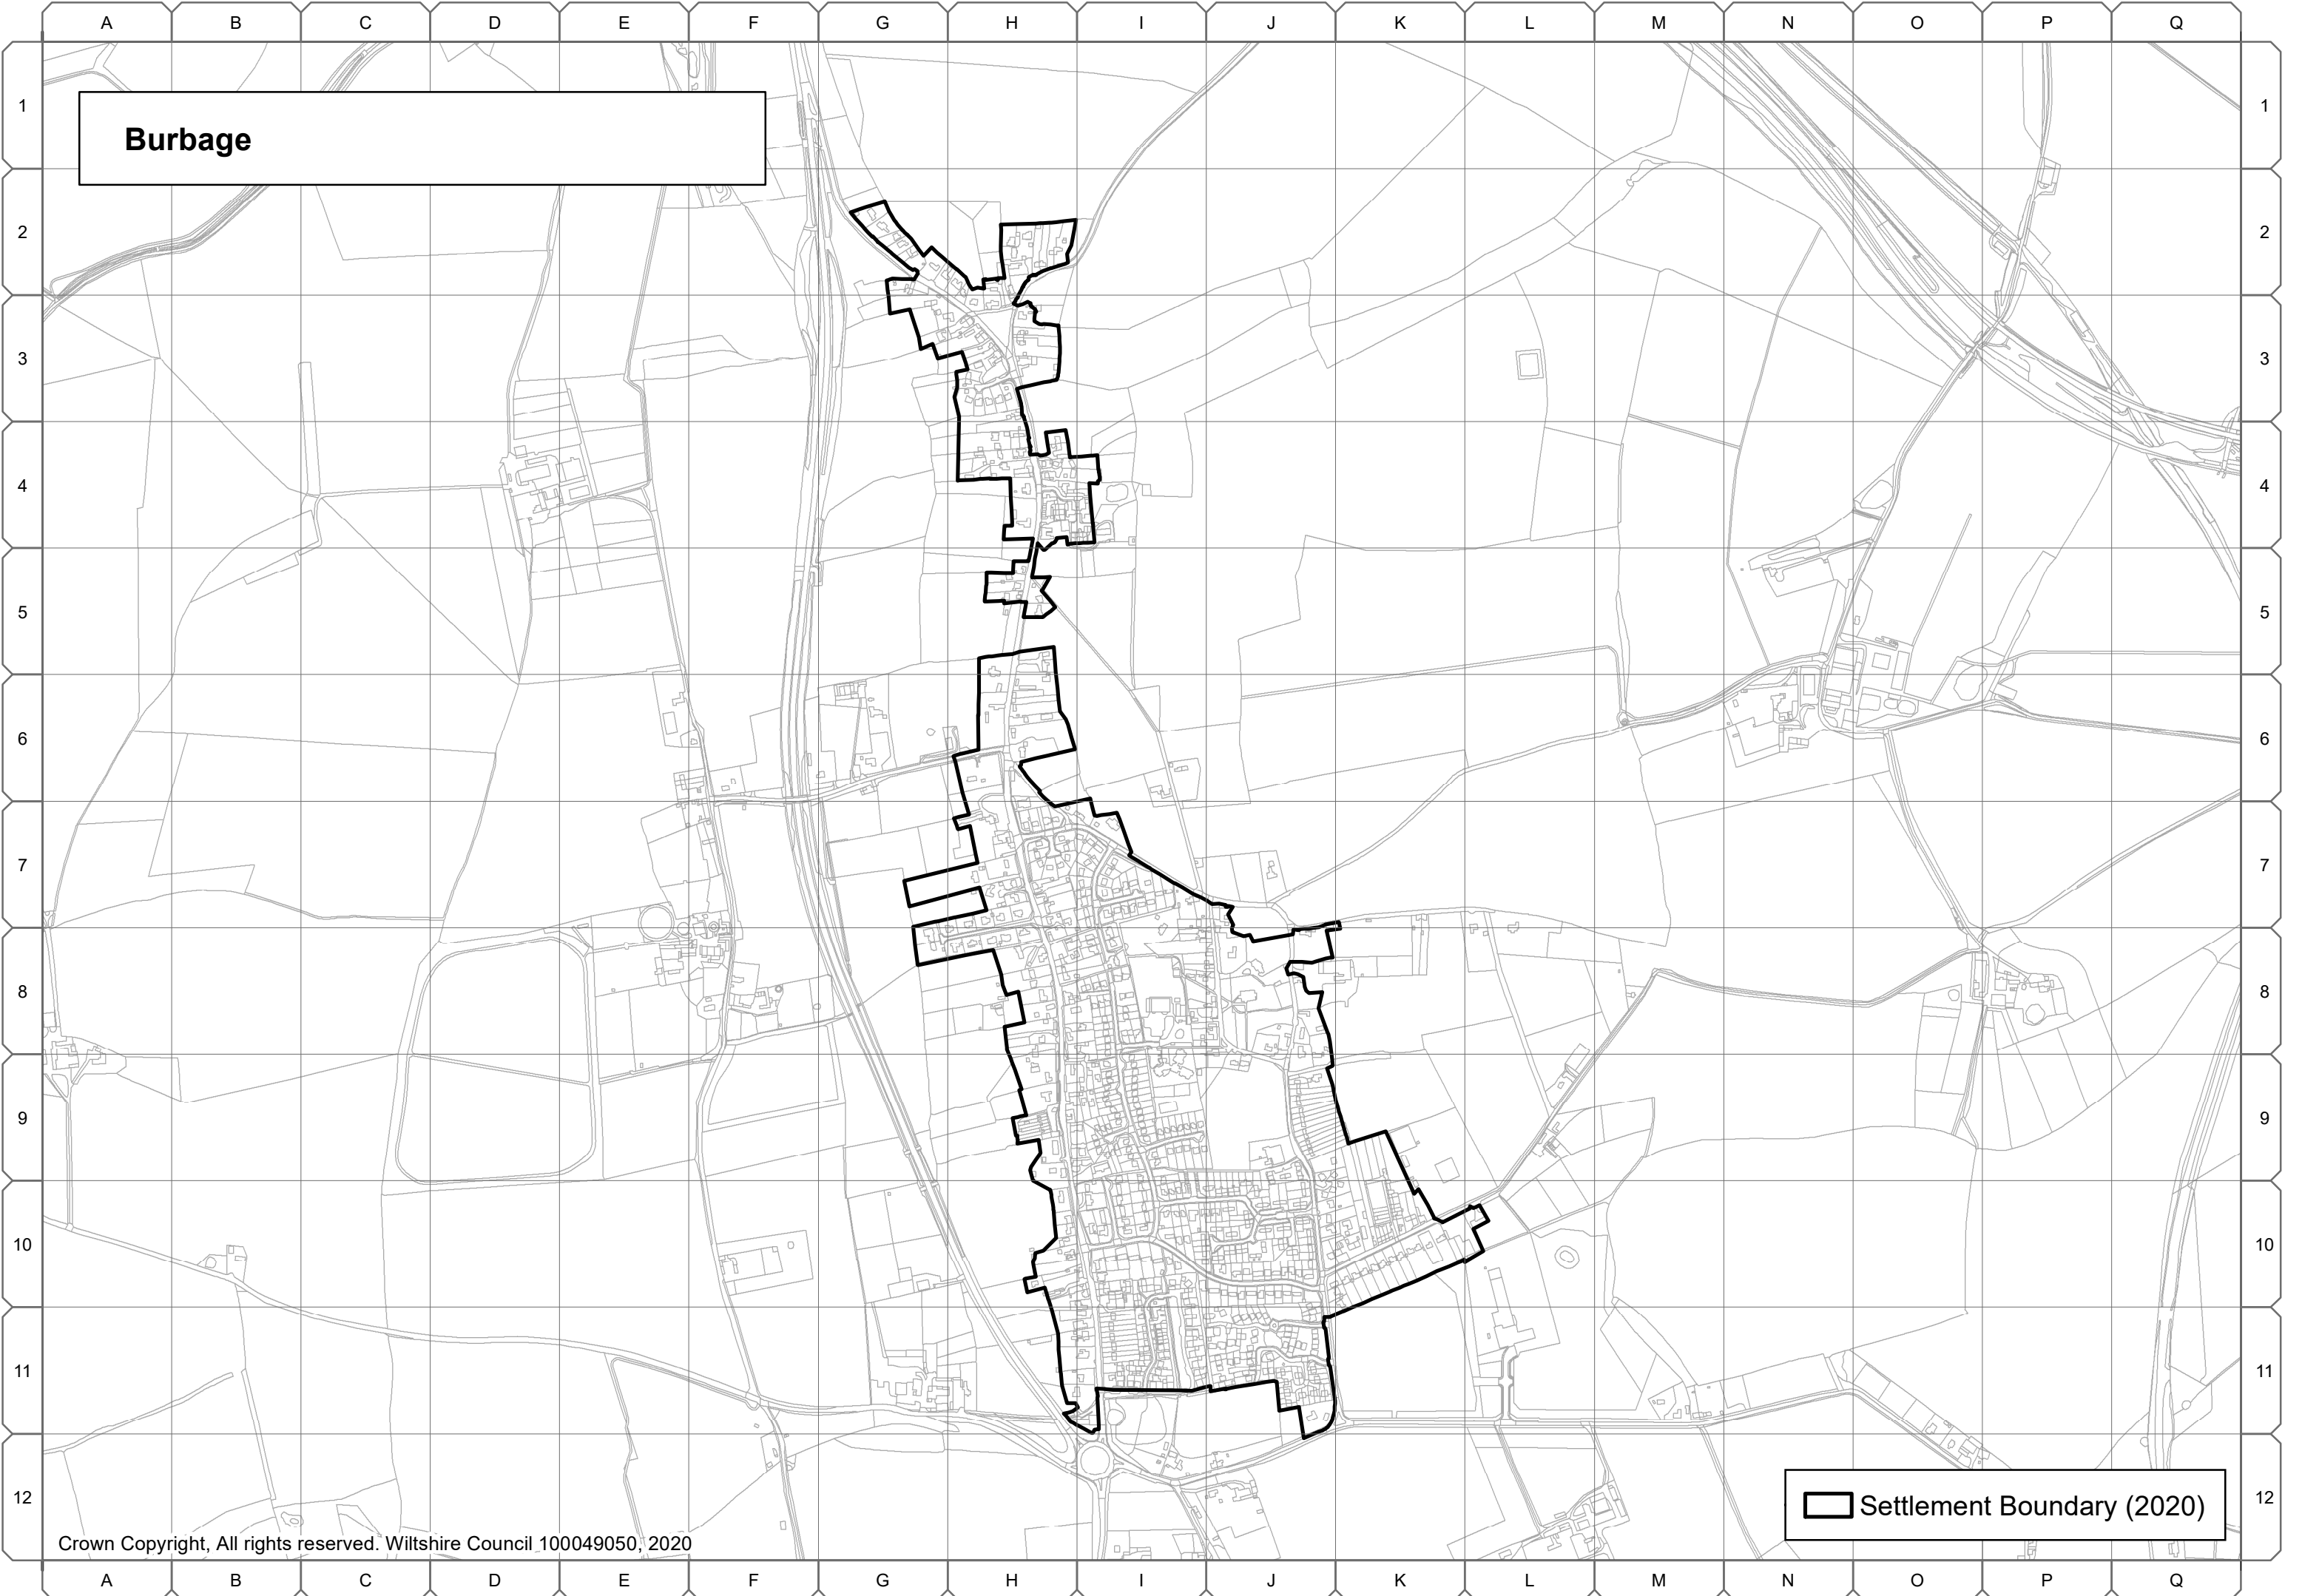 A B C D E F G H I J K L M N O P Q
1 1
Burbage
2 2
3 3
4 4
5 5
6 6
7 7
8 8
9 9
10 10
11 11
12 12
Settlement Boundary (2020)
Crown Copyright, All rights reserved. Wiltshire Council 100049050, 2020
A B C D E F G H I J K L M N O P Q